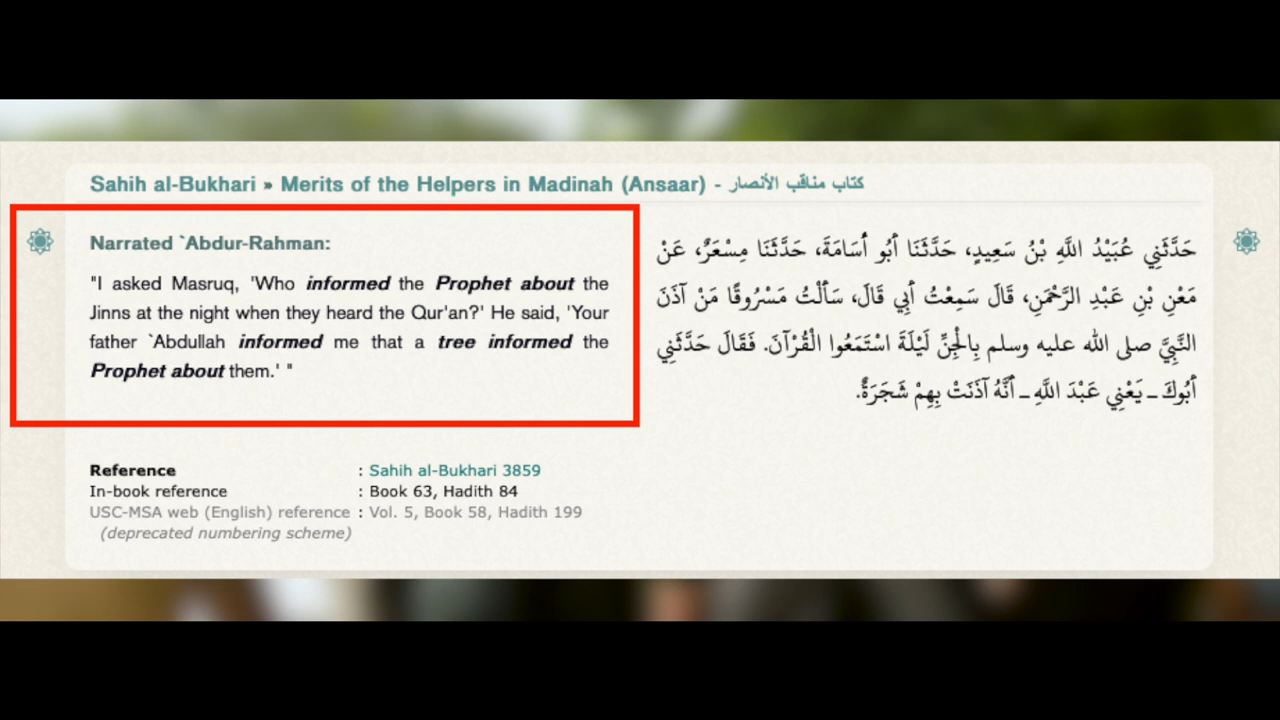 Sahih al-Bukhari » Merits of the Helpers in Madinah (Ansaar) - كتاب مناقب الأنصار
Narrated `Abdur-Rahman:
"I asked Masruq, 'Who informed the Prophet about the
Jinns at the night when they heard the Qur'an?' He said, 'Your
father `Abdullah informed me that a tree informed the
Prophet about them.' "
حَدَّثَنِي عُبَيْدُ اللَّهِ بْنُ سَعِيدٍ، حَدَّثَنَا أَبُو أُسَامَةَ، حَدَّثَنَا مِسْعَرٌ، عَنْ
مَعْنِ بْنِ عَبْدِ الرَّحْمَنِ، قَالَ سَمِعْتُ أَبِي قَالَ، سَأَلْتُ مَسْرُوقًا مَنْ آذَنَ
النَّبِيَّ صلى الله عليه وسلم بِالْجِنِّ لَيْلَةَ اسْتَمَعُوا الْقُرْآنَ. فَقَالَ حَدَّثَنِي
أَبُوكَ ـ يَعْنِي عَبْدَ اللَّهِ ـ أَنَّهُ آذَنَتْ بِهِمْ شَجَرَةٌ.
Reference : Sahih al-Bukhari 3859
In-book reference : Book 63, Hadith 84
USC-MSA web (English) reference : Vol. 5, Book 58, Hadith 199
(deprecated numbering scheme)